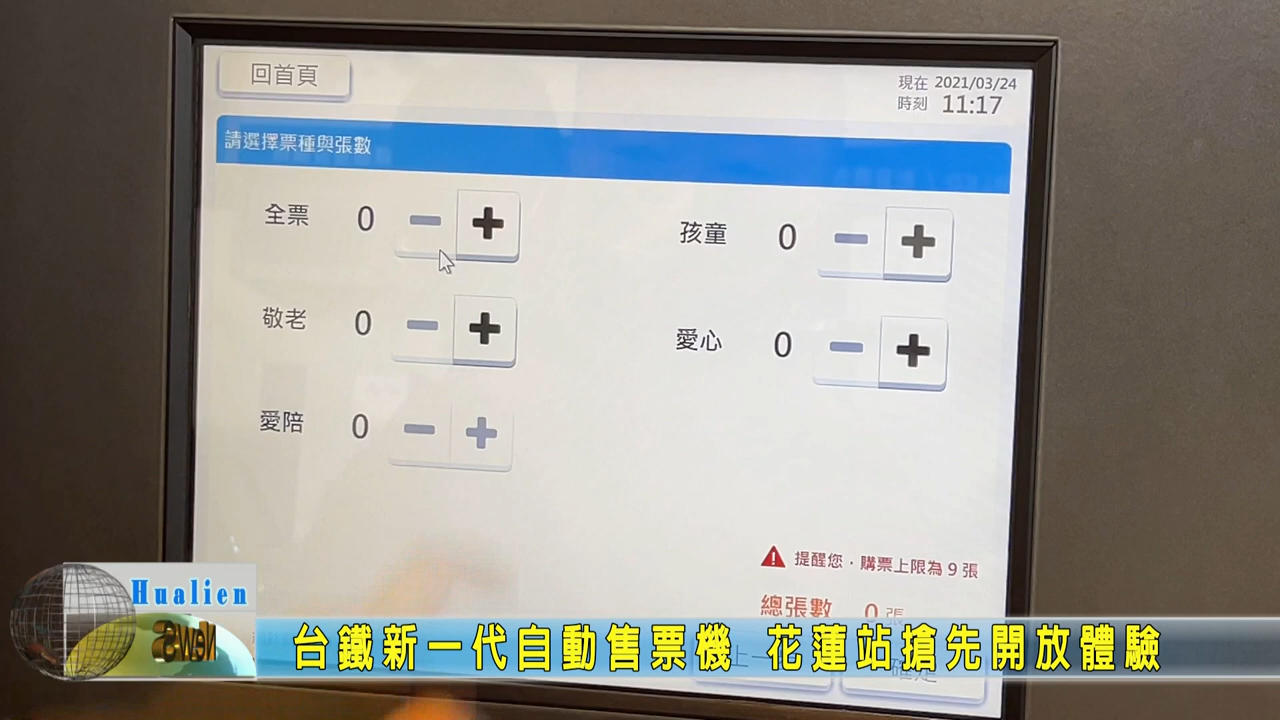 回首頁
現在 2021/03/24
時刻 11:17
請選擇票種與張數
全票 0 − +
孩童 0 − +
敬老 0 − +
愛心 0 − +
愛陪 0 − +
提醒您，購票上限為 9 張
總張數 0 張
Hualien
News
台鐵新一代自動售票機 花蓮站搶先開放體驗